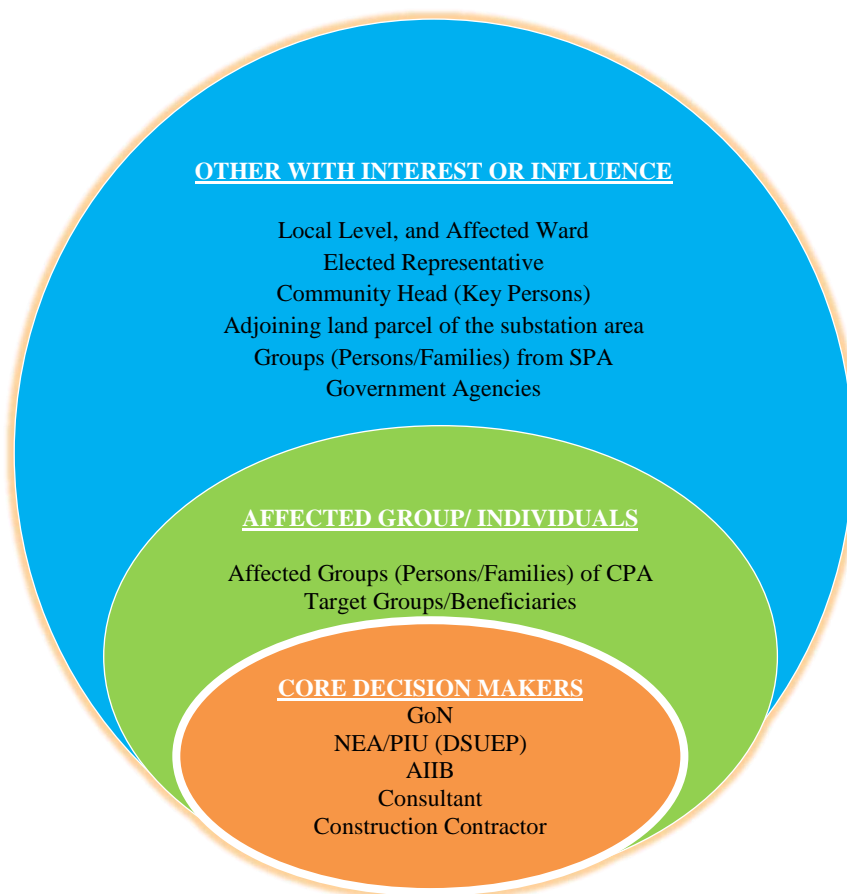 OTHER WITH INTEREST OR INFLUENCE
Local Level, and Affected Ward
Elected Representative
Community Head (Key Persons)
Adjoining land parcel of the substation area
Groups (Persons/Families) from SPA
Government Agencies
AFFECTED GROUP/ INDIVIDUALS
Affected Groups (Persons/Families) of CPA
Target Groups/Beneficiaries
CORE DECISION MAKERS
GoN
NEA/PIU (DSUEP)
AIIB
Consultant
Construction Contractor